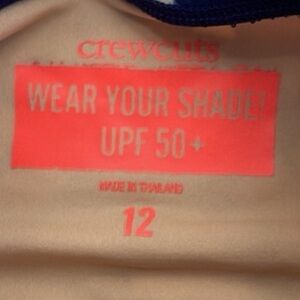 crewcuts
WEAR YOUR SHADE!
UPF 50+
MADE IN THAILAND
12